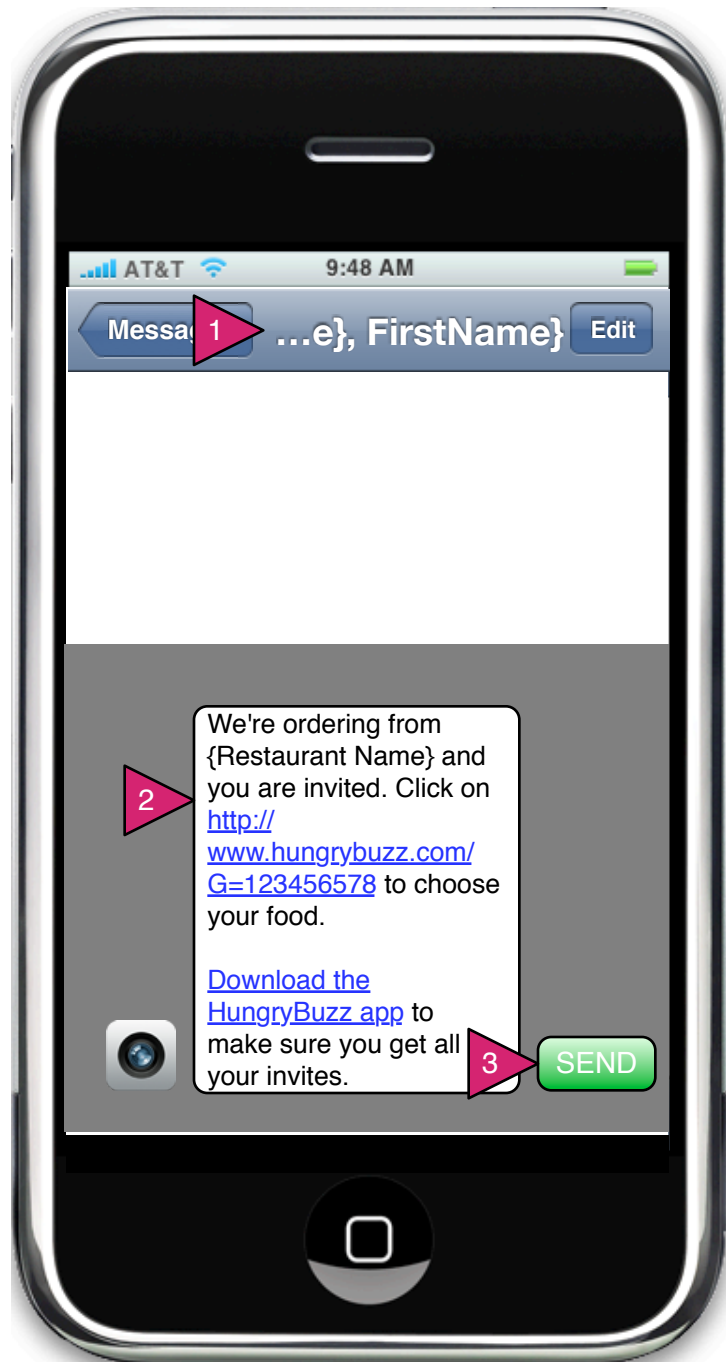 AT&T 9:48 AM
Messa 1 …e}, FirstName} Edit
We're ordering from
{Restaurant Name} and
2 you are invited. Click on
http://
www.hungrybuzz.com/
G=123456578 to choose
your food.
Download the
HungryBuzz app to
make sure you get all
3 SEND
your invites.